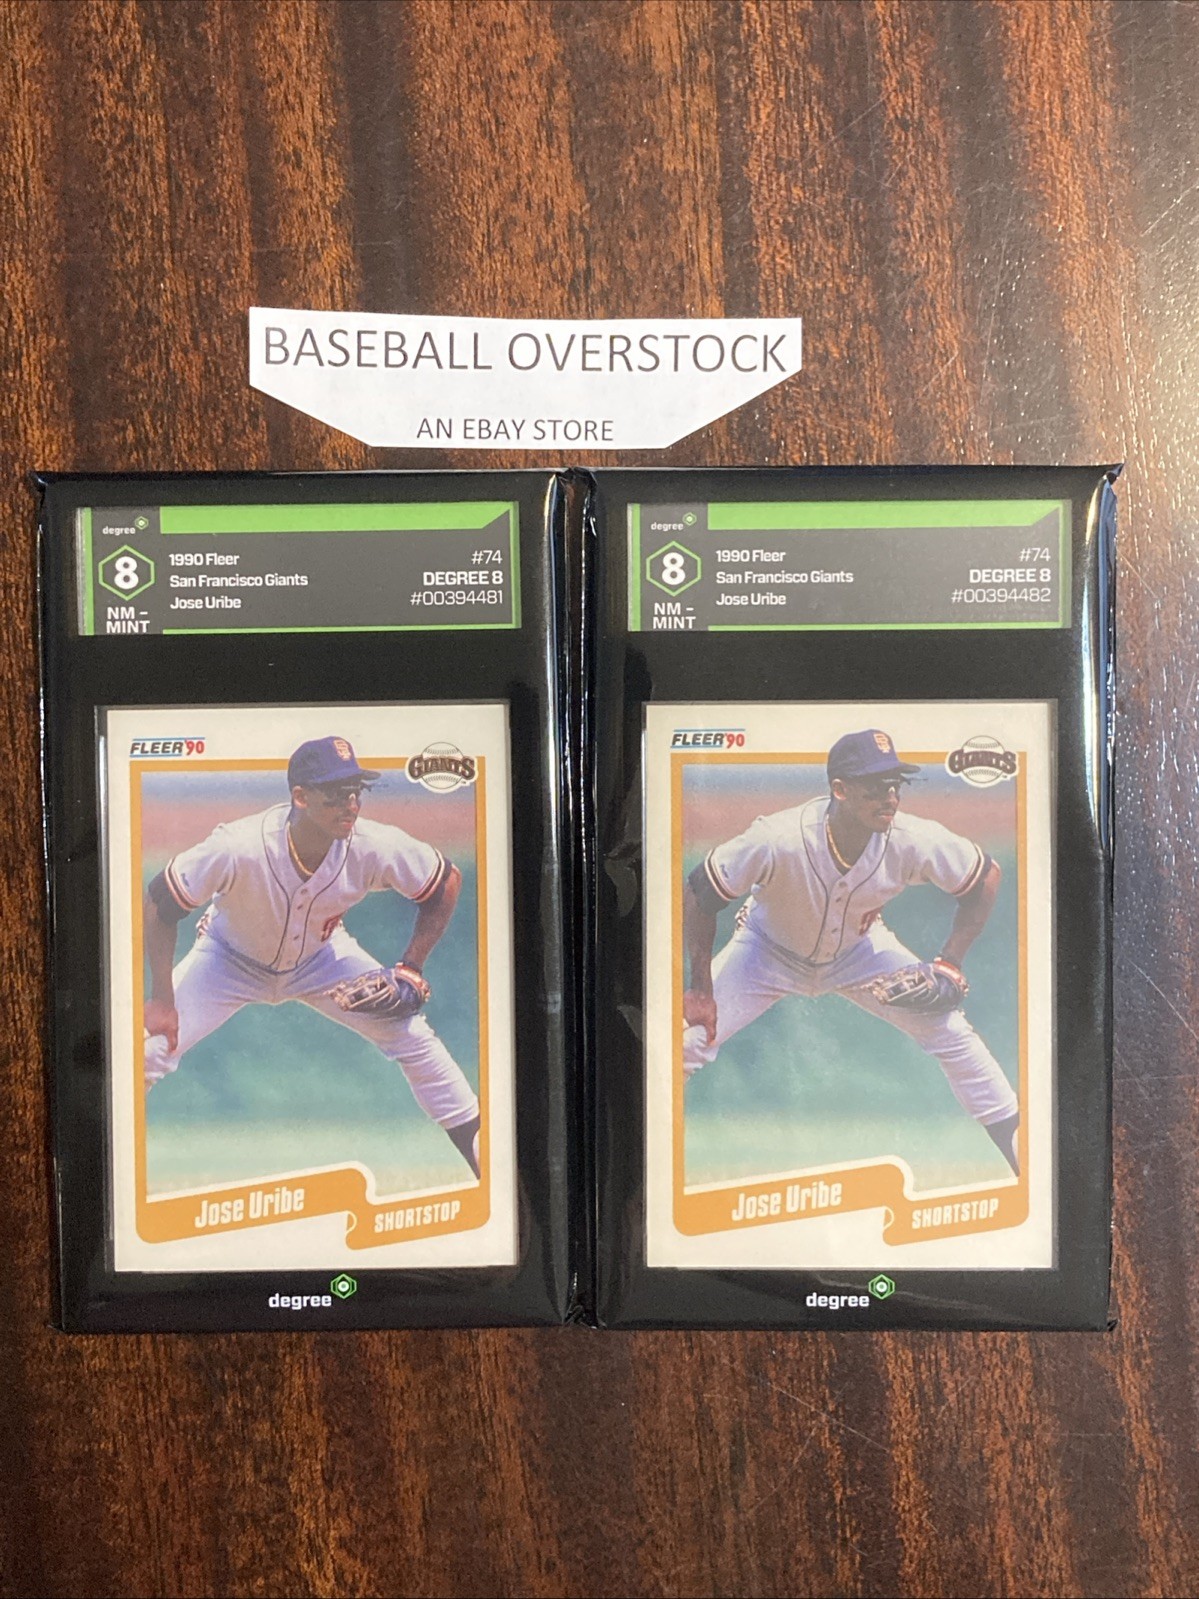 BASEBALL OVERSTOCK
AN EBAY STORE
degree
8
NM -
MINT
1990 Fleer
San Francisco Giants
Jose Uribe
#74
DEGREE 8
#00394481
FLEER '90
GIANTS
SF
Jose Uribe
SHORTSTOP
degree
degree
8
NM -
MINT
1990 Fleer
San Francisco Giants
Jose Uribe
#74
DEGREE 8
#00394482
FLEER '90
GIANTS
SF
Jose Uribe
SHORTSTOP
degree